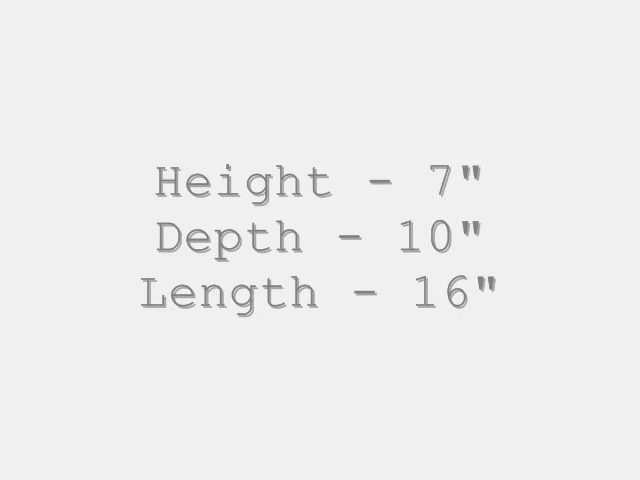 Height - 7"
Depth - 10"
Length - 16"